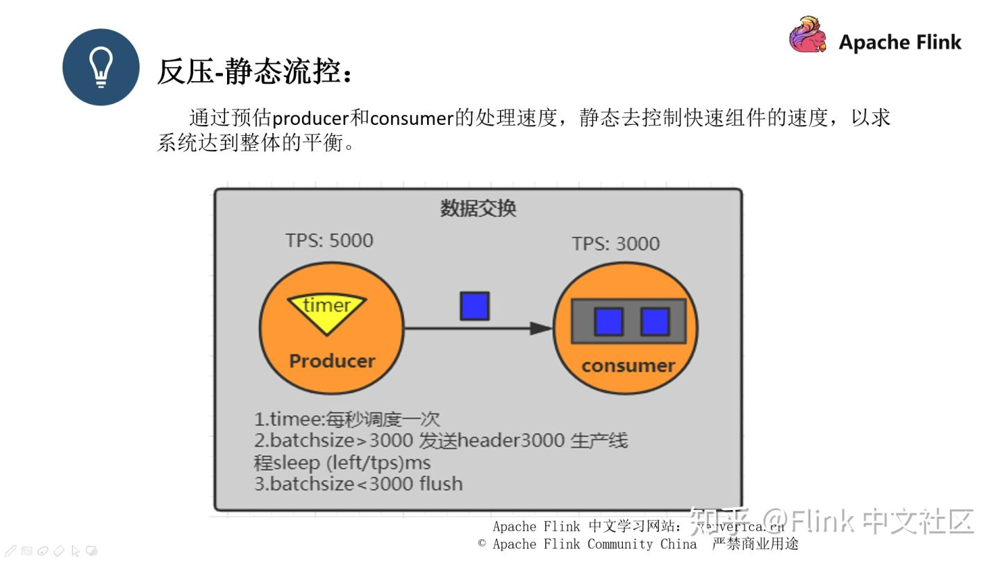 Apache Flink
反压-静态流控：
通过预估producer和consumer的处理速度，静态去控制快速组件的速度，以求
系统达到整体的平衡。
数据交换
TPS: 5000
TPS: 3000
timer
Producer
consumer
1.timee:每秒调度一次
2.batchsize>3000 发送header3000 生产线
程sleep (left/tps)ms
3.batchsize<3000 flush
Apache Flink 中文学习网站: ververica.cn
© Apache Flink Community China 严禁商业用途
知乎 @Flink 中文社区